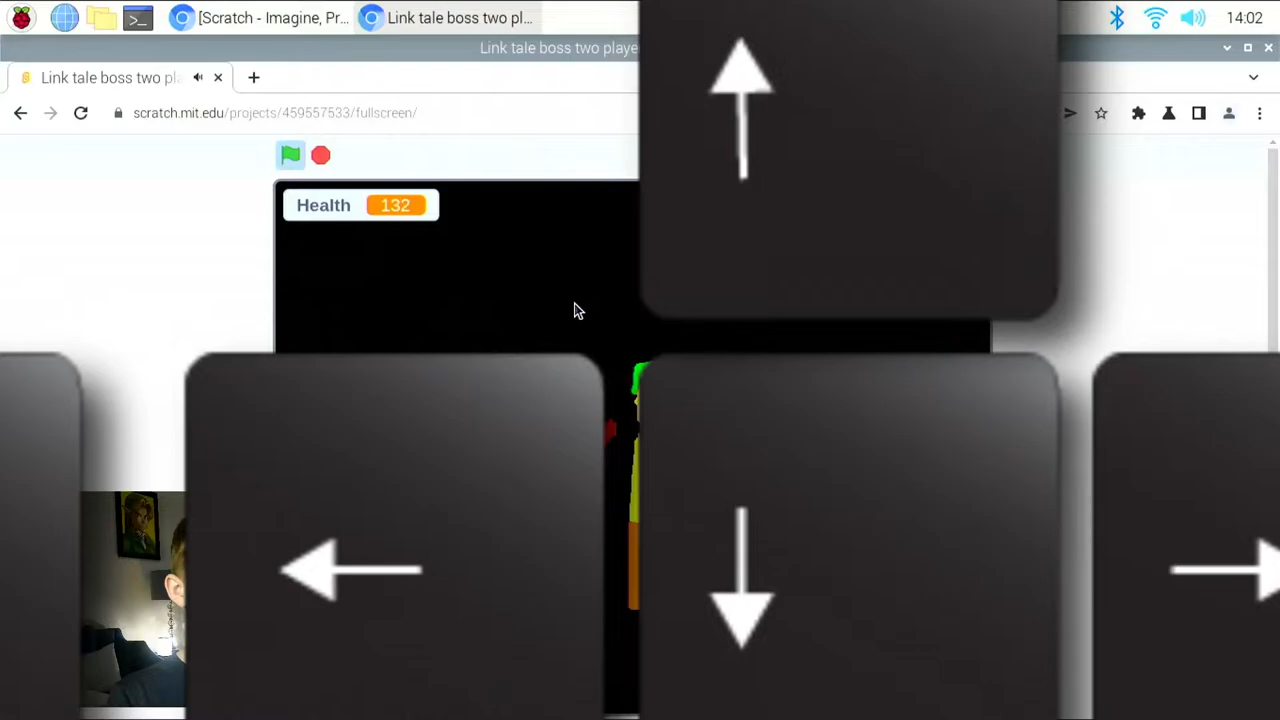 [Scratch - Imagine, Pr...
Link tale boss two pl...
14:02
Link tale boss two playe
Link tale boss two pla
scratch.mit.edu/projects/459557533/fullscreen/
Health 132